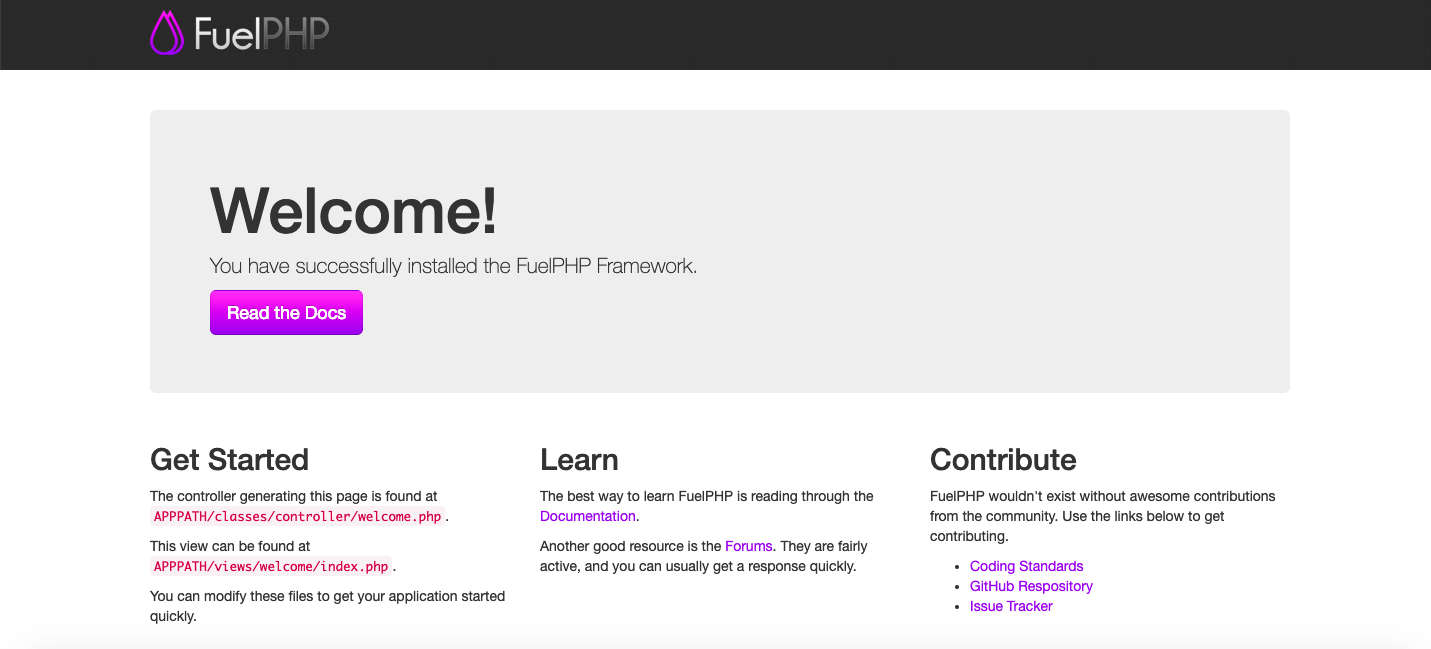 FuelPHP
Welcome!
You have successfully installed the FuelPHP Framework.
Read the Docs
Get Started
The controller generating this page is found at
APPPATH/classes/controller/welcome.php.
This view can be found at
APPPATH/views/welcome/index.php.
You can modify these files to get your application started
quickly.
Learn
The best way to learn FuelPHP is reading through the
Documentation.
Another good resource is the Forums. They are fairly
active, and you can usually get a response quickly.
Contribute
FuelPHP wouldn't exist without awesome contributions
from the community. Use the links below to get
contributing.
• Coding Standards
• GitHub Respository
• Issue Tracker